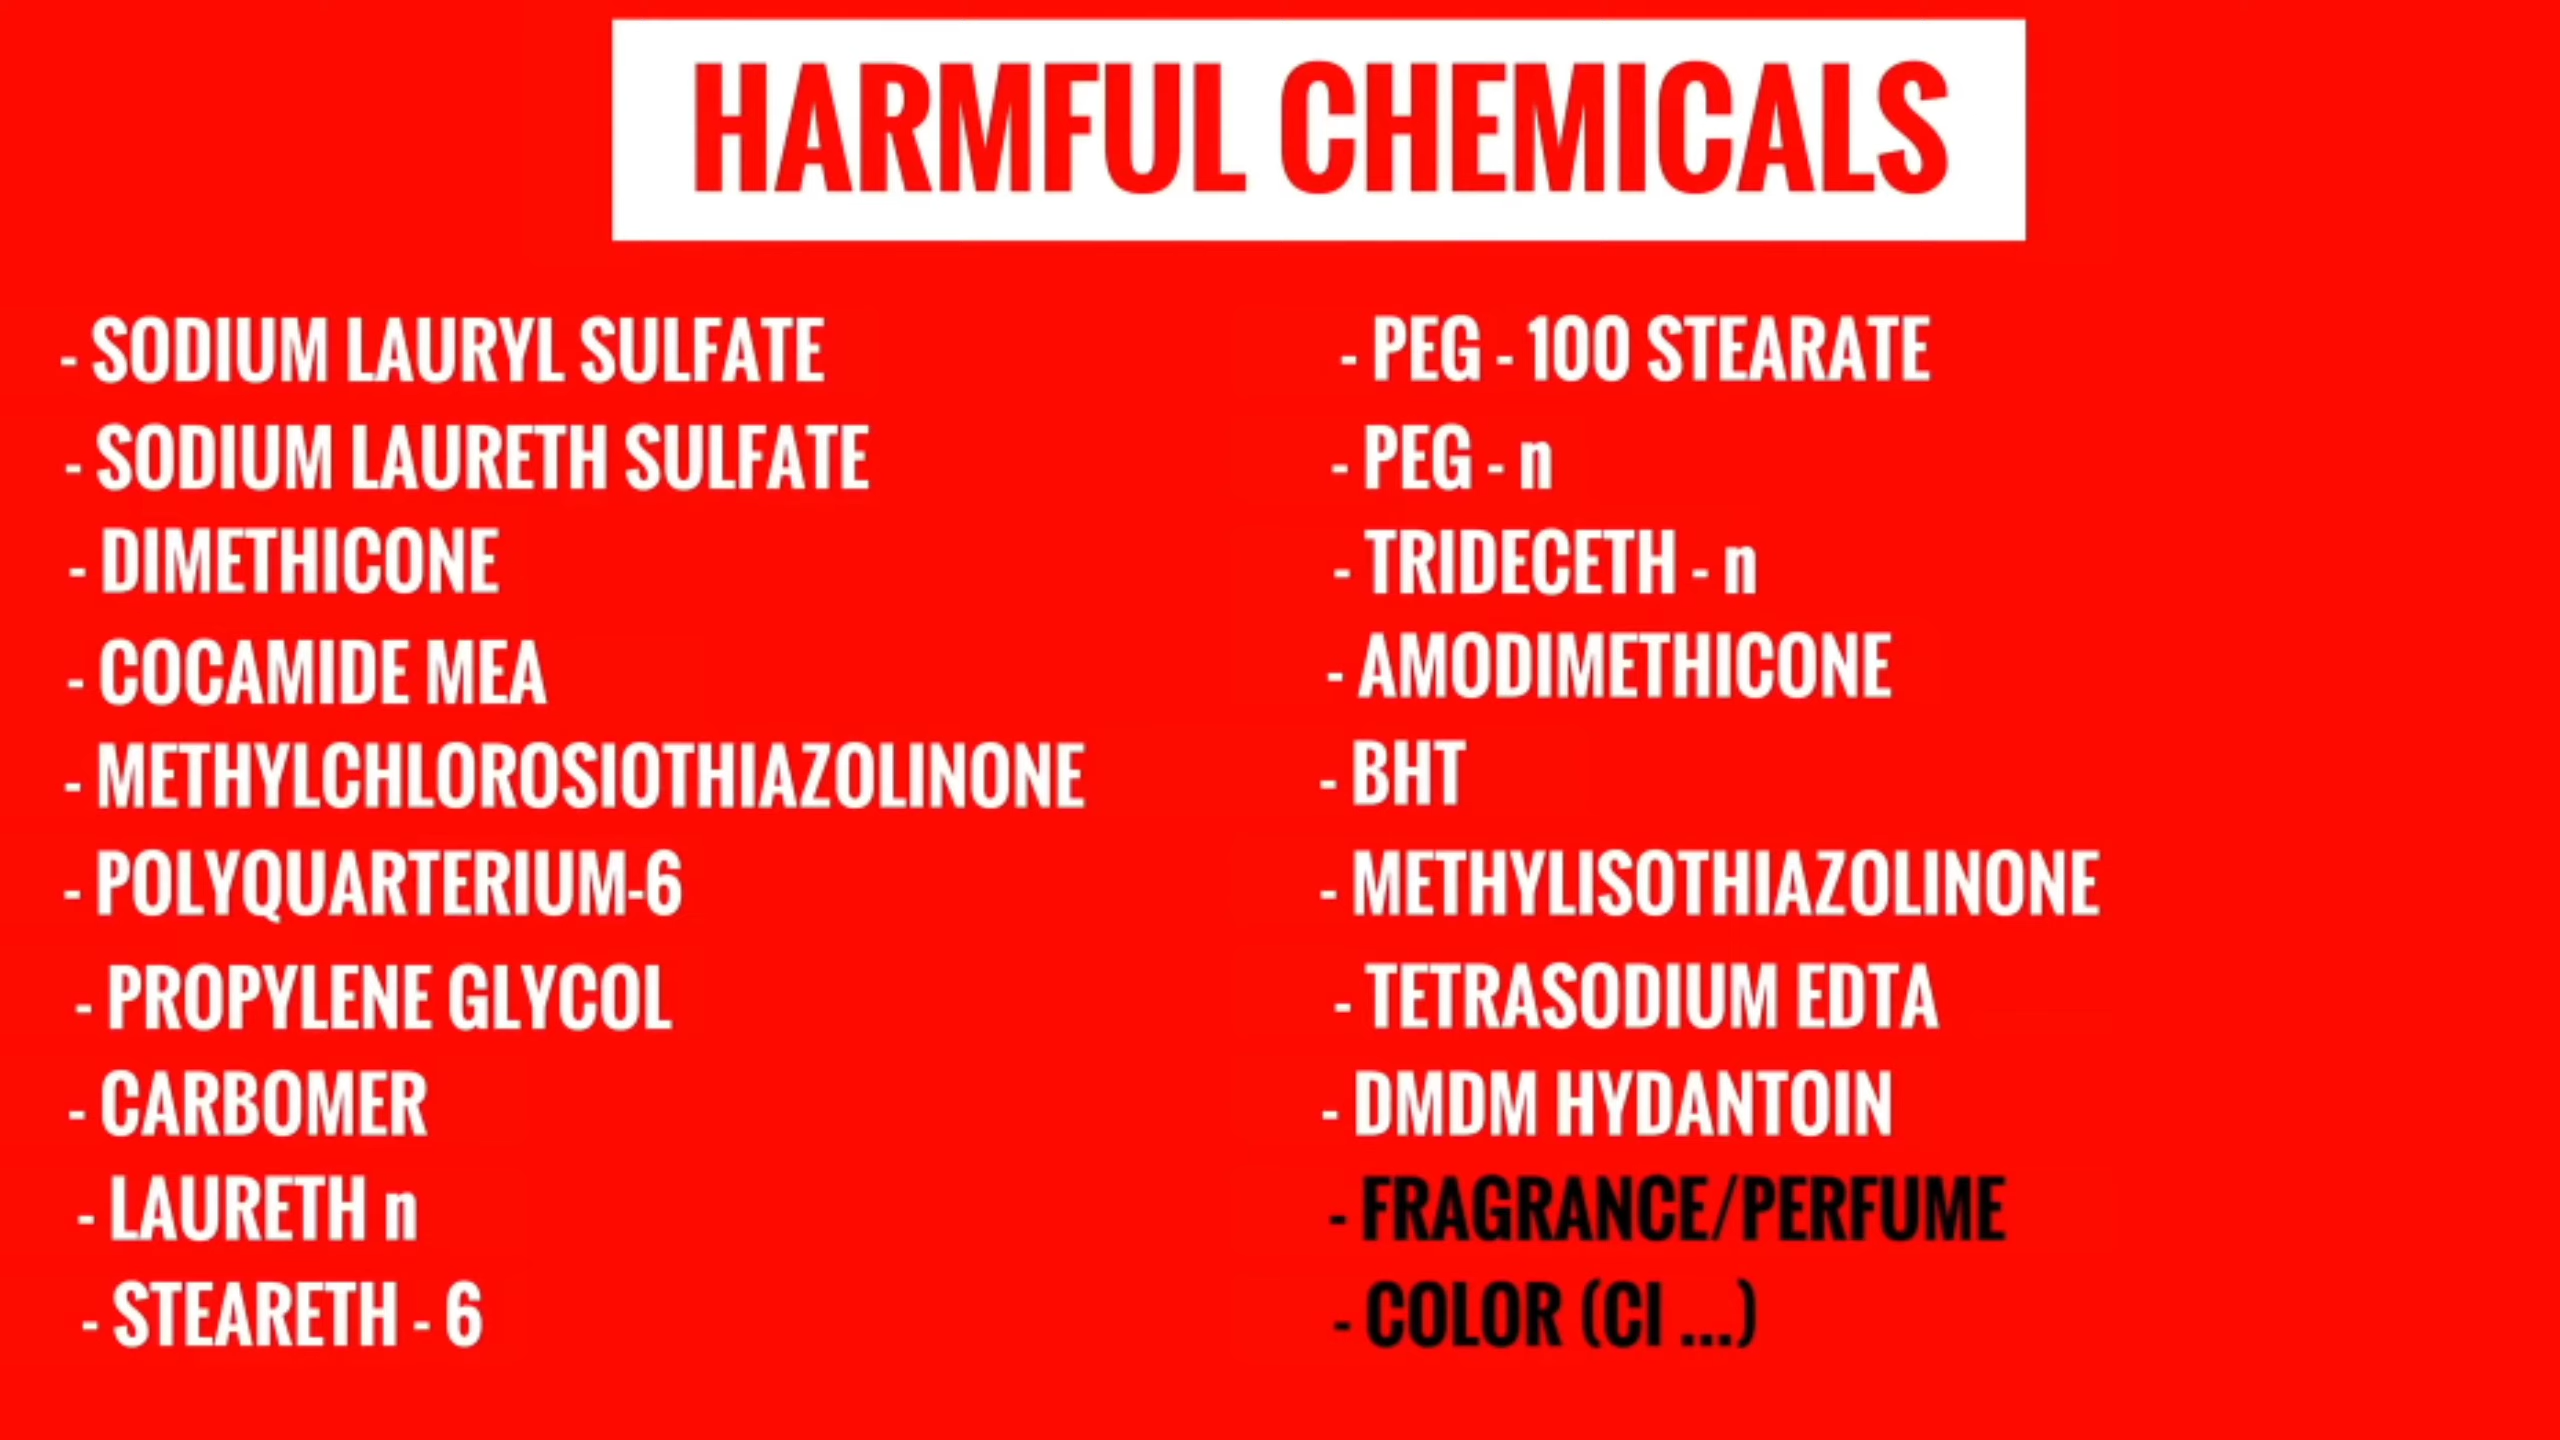 HARMFUL CHEMICALS
- SODIUM LAURYL SULFATE
- SODIUM LAURETH SULFATE
- DIMETHICONE
- COCAMIDE MEA
- METHYLCHLOROSIOTHIAZOLINONE
- POLYQUARTERIUM-6
- PROPYLENE GLYCOL
- CARBOMER
- LAURETH n
- STEARETH - 6
- PEG - 100 STEARATE
- PEG - n
- TRIDECETH - n
- AMODIMETHICONE
- BHT
- METHYLISOTHIAZOLINONE
- TETRASODIUM EDTA
- DMDM HYDANTOIN
- FRAGRANCE/PERFUME
- COLOR (CI ...)